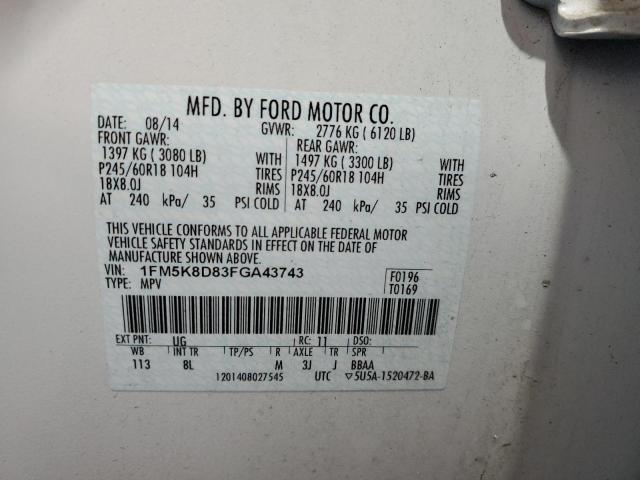 MFD. BY FORD MOTOR CO.
DATE: 08/14 GVWR: 2776 KG ( 6120 LB)
FRONT GAWR: REAR GAWR:
1397 KG ( 3080 LB) WITH 1497 KG ( 3300 LB) WITH
P245/60R18 104H TIRES P245/60R18 104H TIRES
18X8.0J RIMS 18X8.0J RIMS
AT 240 kPa/ 35 PSI COLD AT 240 kPa/ 35 PSI COLD
THIS VEHICLE CONFORMS TO ALL APPLICABLE FEDERAL MOTOR
VEHICLE SAFETY STANDARDS IN EFFECT ON THE DATE OF
MANUFACTURE SHOWN ABOVE.
VIN: 1FM5K8D83FGA43743 F0196
TYPE: MPV T0169
EXT PNT: UG RC: 11 DSO:
WB INT TR TP/PS R AXLE TR SPR
113 8L M 3J J BBAA
1201408027545 UTC ▽5U5A-1520472-BA